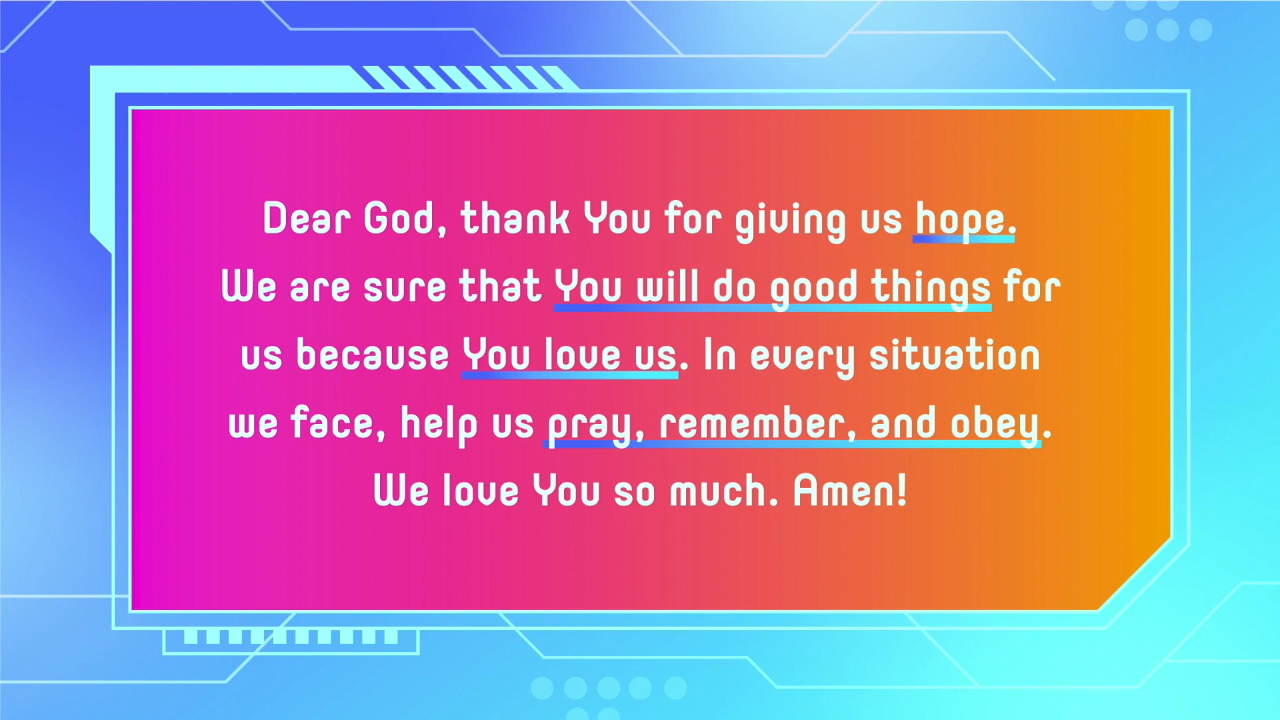 Dear God, thank You for giving us hope.
We are sure that You will do good things for
us because You love us. In every situation
we face, help us pray, remember, and obey.
We love You so much. Amen!